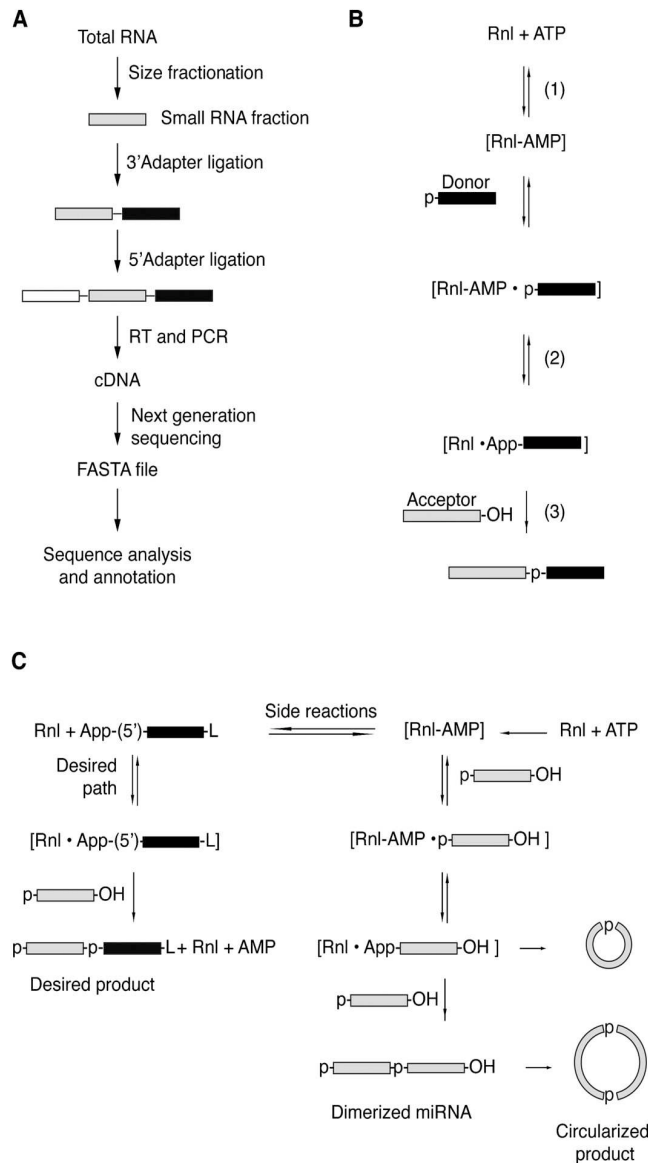 A
Total RNA
Size fractionation
Small RNA fraction
3'Adapter ligation
5'Adapter ligation
RT and PCR
cDNA
Next generation
sequencing
FASTA file
Sequence analysis
and annotation
B
Rnl + ATP
(1)
[Rnl-AMP]
Donor
p-
[Rnl-AMP • p- ]
(2)
[Rnl •App- ]
Acceptor
-OH
(3)
-p-
C
Rnl + App-(5')- -L
Side reactions
[Rnl-AMP]
Rnl + ATP
Desired
path
p- -OH
[Rnl • App-(5')- -L]
[Rnl-AMP •p- -OH ]
p- -OH
p- -p- -L+ Rnl + AMP
[Rnl • App- -OH ]
p
Desired product
p- -OH
p- -p- -OH
p
p
Dimerized miRNA
Circularized
product